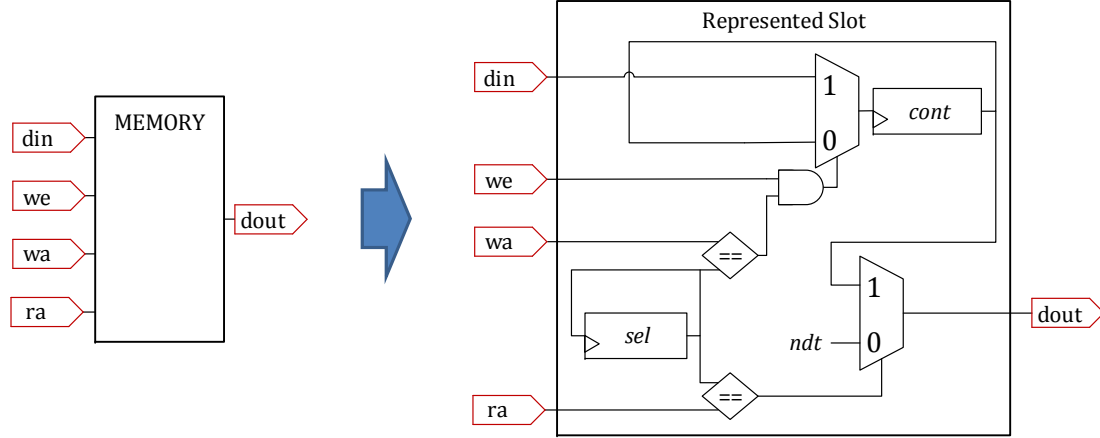 MEMORY
din
we
wa
ra
dout
Represented Slot
din
1
cont
0
we
wa
==
sel
1
ndt
0
dout
==
ra